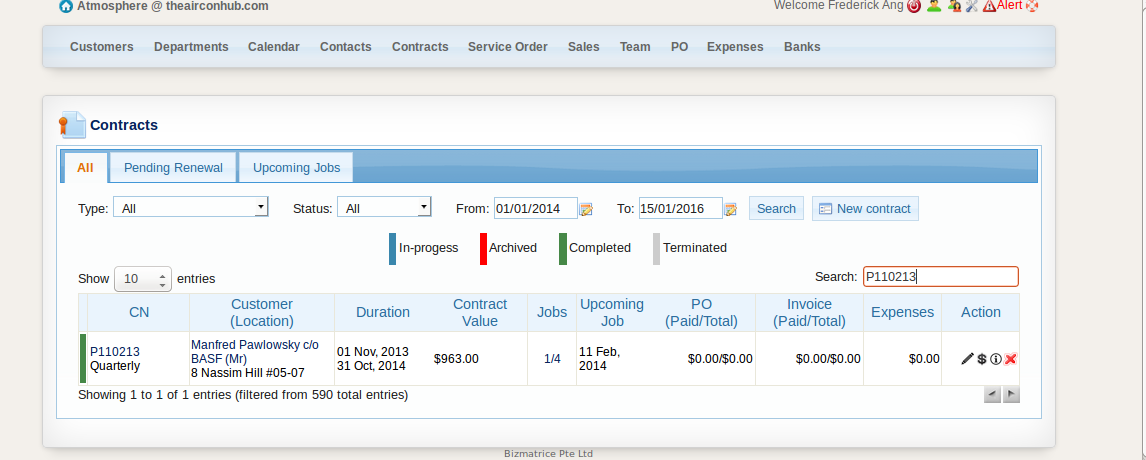 Atmosphere @ theairconhub.com
Welcome Frederick Ang Alert
Customers Departments Calendar Contacts Contracts Service Order Sales Team PO Expenses Banks
Contracts
All Pending Renewal Upcoming Jobs
Type: All Status: All From: 01/01/2014 To: 15/01/2016 Search New contract
In-progess Archived Completed Terminated
Show 10 entries Search: P110213
CN Customer (Location) Duration Contract Value Jobs Upcoming Job PO (Paid/Total) Invoice (Paid/Total) Expenses Action
P110213
Quarterly
Manfred Pawlowsky c/o
BASF (Mr)
8 Nassim Hill #05-07
01 Nov, 2013
31 Oct, 2014
$963.00
1/4
11 Feb,
2014
$0.00/$0.00
$0.00/$0.00
$0.00
Showing 1 to 1 of 1 entries (filtered from 590 total entries)
Bizmatrice Pte Ltd